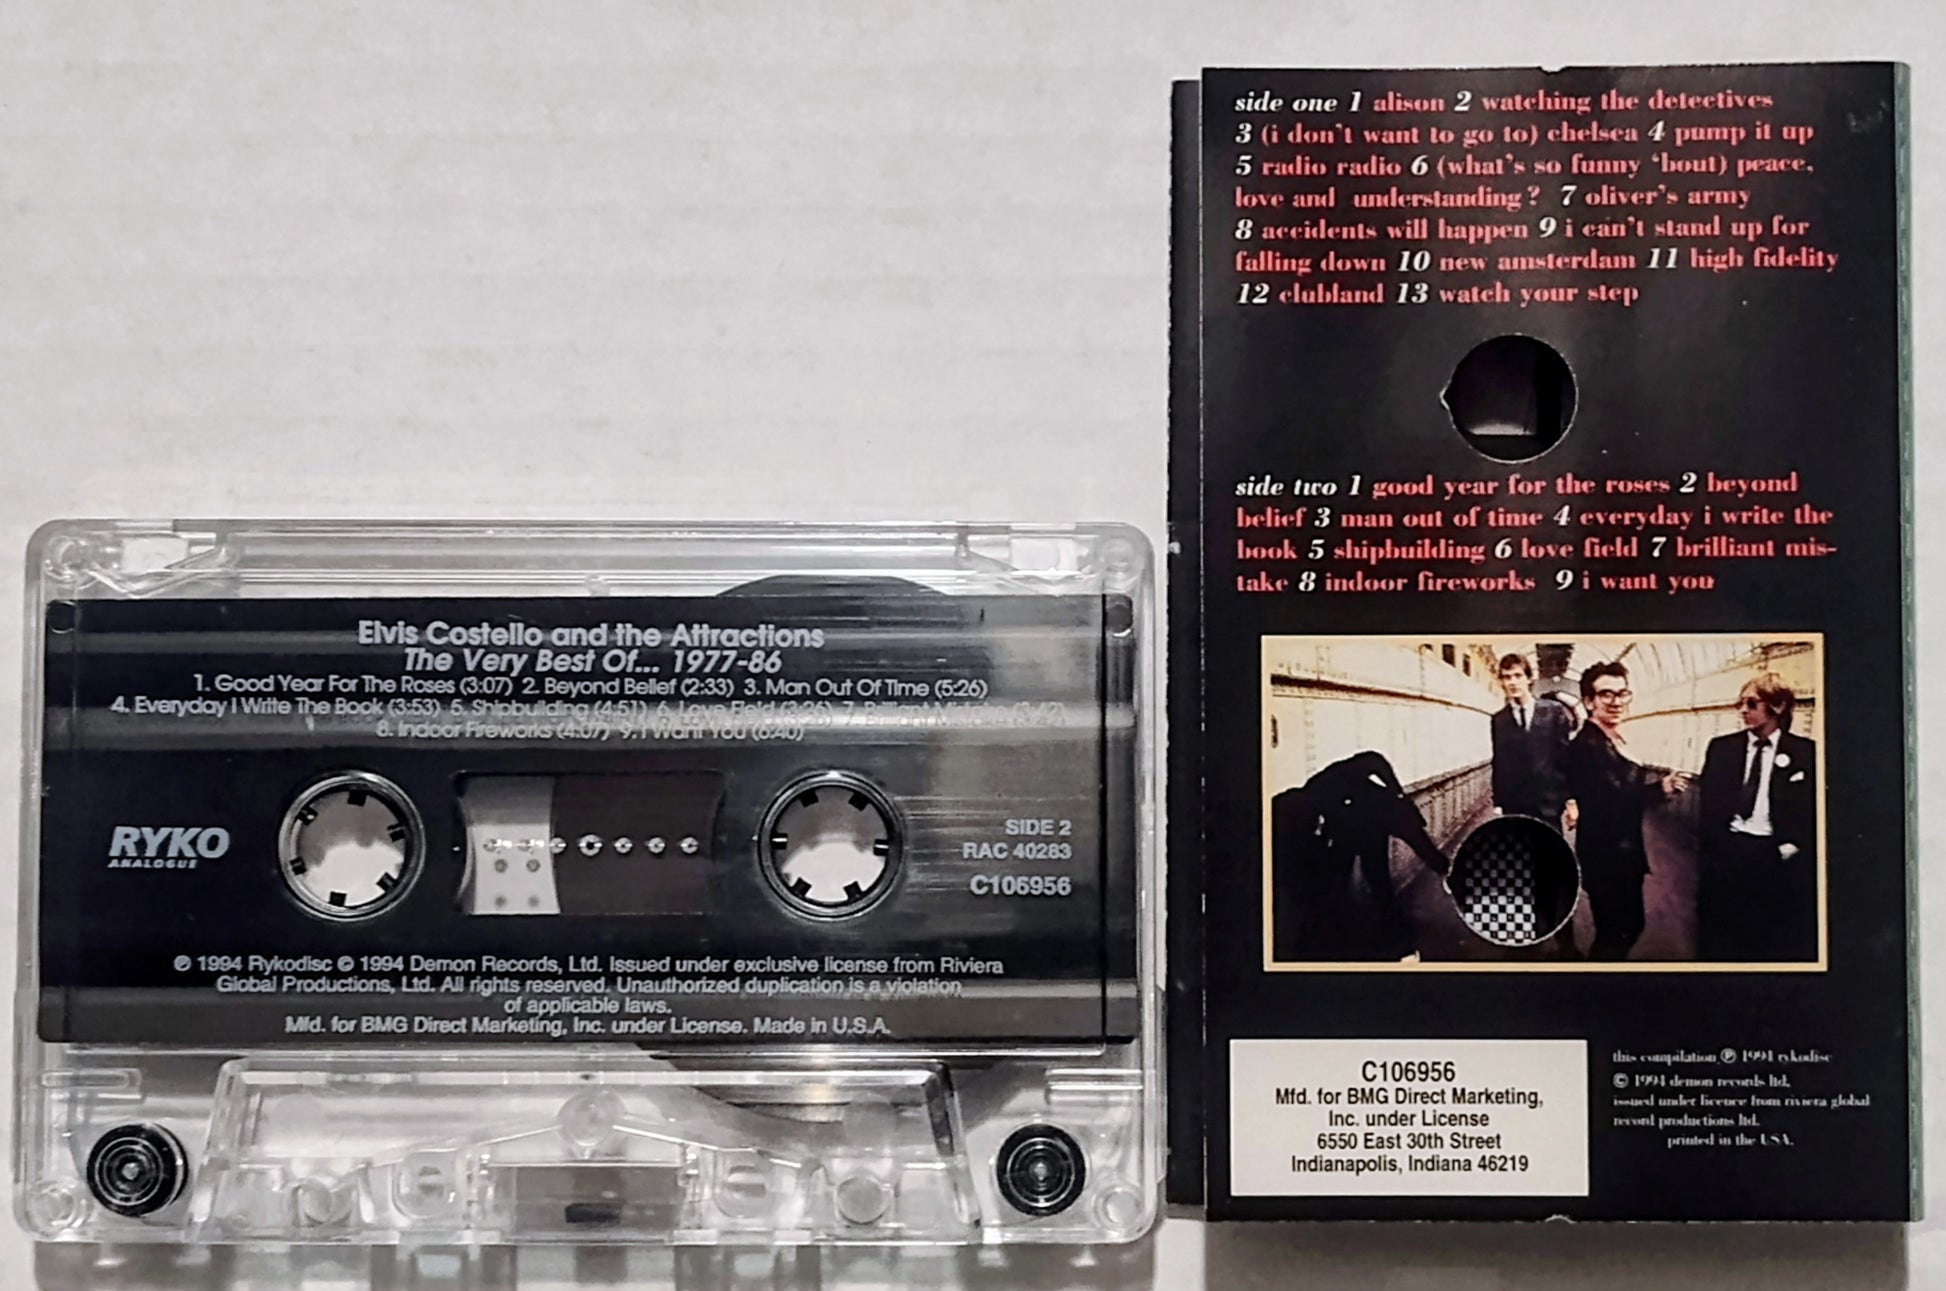 Elvis Costello and the Attractions
The Very Best Of... 1977-86
1. Good Year For The Roses (3:07) 2. Beyond Belief (2:33) 3. Man Out Of Time (5:26)
4. Everyday I Write The Book (3:53) 5. Shipbuilding (4:51) 6. Love Field (3:26) 7. Brilliant Mistake (3:42)
8. Indoor Fireworks (4:07) 9. I Want You (6:40)
RYKO
ANALOGUE
SIDE 2
RAC 40283
C106956
℗ 1994 Rykodisc © 1994 Demon Records, Ltd. Issued under exclusive license from Riviera
Global Productions, Ltd. All rights reserved. Unauthorized duplication is a violation
of applicable laws.
Mfd. for BMG Direct Marketing, Inc. under License. Made in U.S.A.
side one 1 alison 2 watching the detectives
3 (i don't want to go to) chelsea 4 pump it up
5 radio radio 6 (what's so funny 'bout) peace,
love and understanding? 7 oliver's army
8 accidents will happen 9 i can't stand up for
falling down 10 new amsterdam 11 high fidelity
12 clubland 13 watch your step
side two 1 good year for the roses 2 beyond
belief 3 man out of time 4 everyday i write the
book 5 shipbuilding 6 love field 7 brilliant mis-
take 8 indoor fireworks 9 i want you
C106956
Mfd. for BMG Direct Marketing,
Inc. under License
6550 East 30th Street
Indianapolis, Indiana 46219
this compilation ℗ 1994 rykodisc
© 1994 demon records ltd.
issued under licence from riviera global
record productions ltd.
printed in the USA.